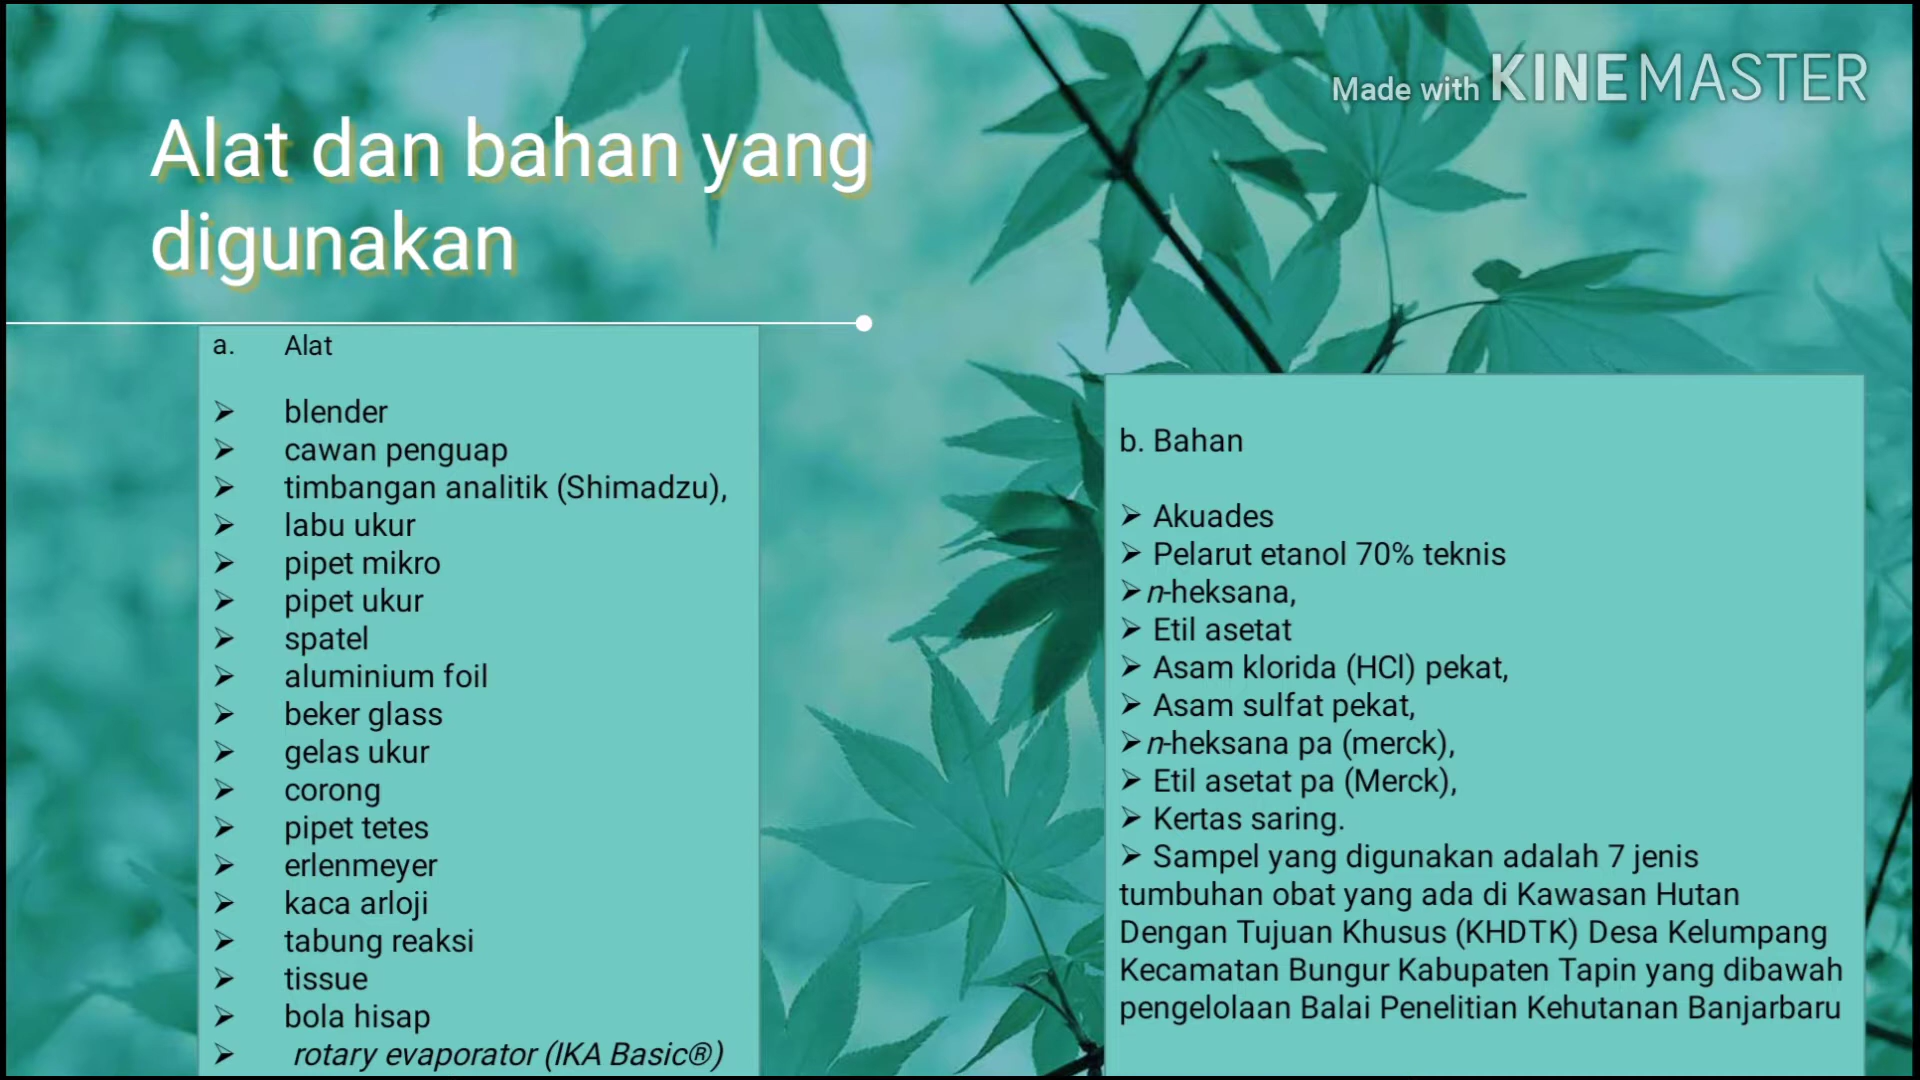 Made with KINEMASTER
Alat dan bahan yang
digunakan
a. Alat
➢ blender
➢ cawan penguap
➢ timbangan analitik (Shimadzu),
➢ labu ukur
➢ pipet mikro
➢ pipet ukur
➢ spatel
➢ aluminium foil
➢ beker glass
➢ gelas ukur
➢ corong
➢ pipet tetes
➢ erlenmeyer
➢ kaca arloji
➢ tabung reaksi
➢ tissue
➢ bola hisap
➢ rotary evaporator (IKA Basic®)
b. Bahan
➢ Akuades
➢ Pelarut etanol 70% teknis
➢ n-heksana,
➢ Etil asetat
➢ Asam klorida (HCl) pekat,
➢ Asam sulfat pekat,
➢ n-heksana pa (merck),
➢ Etil asetat pa (Merck),
➢ Kertas saring.
➢ Sampel yang digunakan adalah 7 jenis
tumbuhan obat yang ada di Kawasan Hutan
Dengan Tujuan Khusus (KHDTK) Desa Kelumpang
Kecamatan Bungur Kabupaten Tapin yang dibawah
pengelolaan Balai Penelitian Kehutanan Banjarbaru